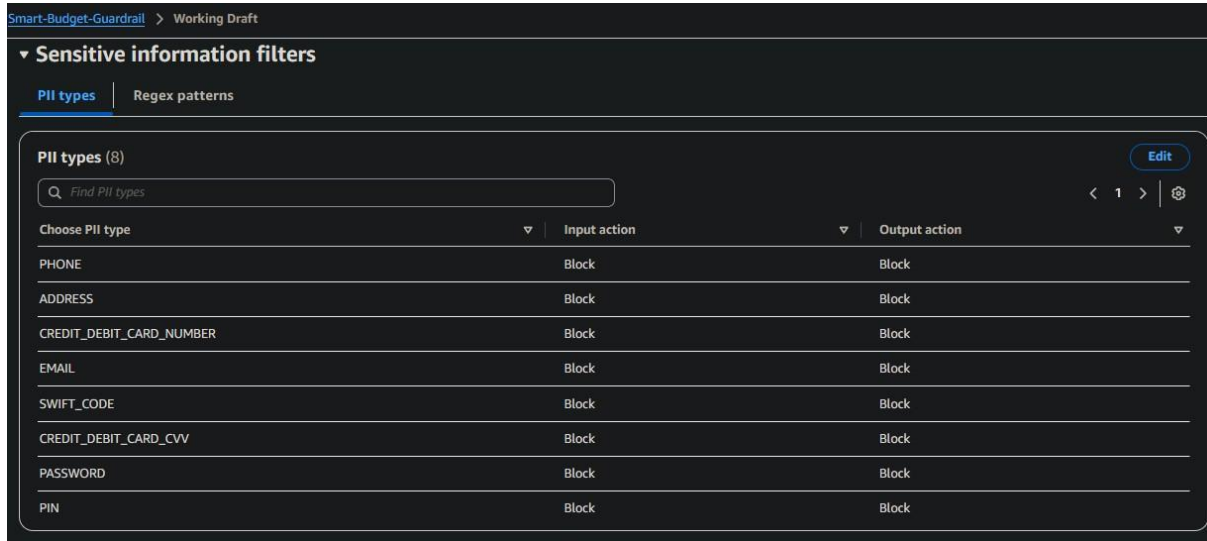 Smart-Budget-Guardrail > Working Draft
Sensitive information filters
PII types Regex patterns
PII types (8) Edit
Find PII types < 1 >
Choose PII type Input action Output action
PHONE Block Block
ADDRESS Block Block
CREDIT_DEBIT_CARD_NUMBER Block Block
EMAIL Block Block
SWIFT_CODE Block Block
CREDIT_DEBIT_CARD_CVV Block Block
PASSWORD Block Block
PIN Block Block